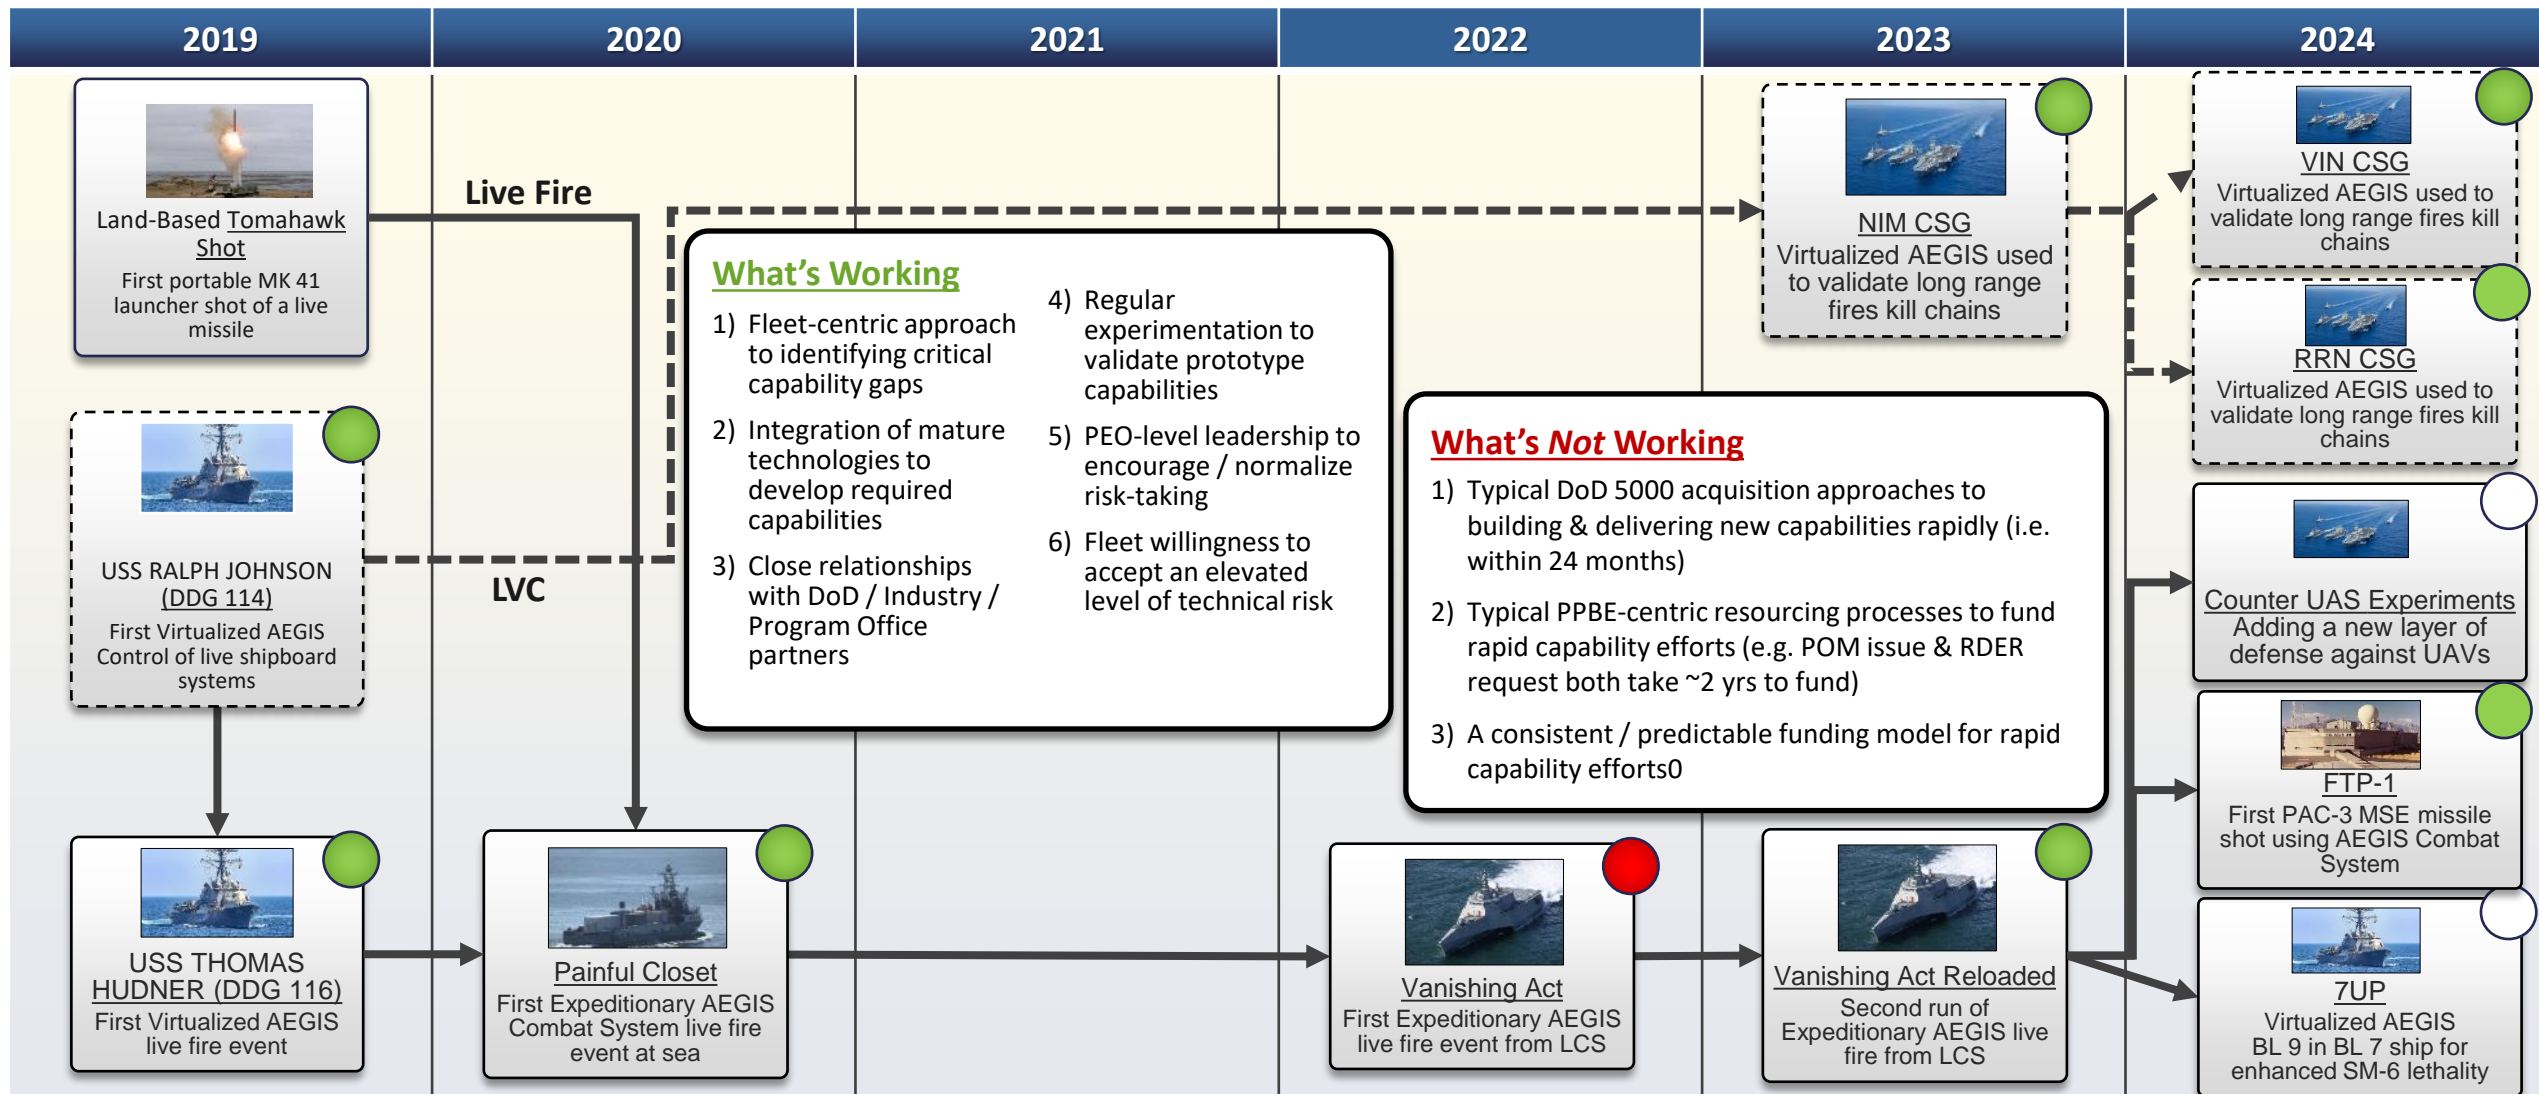 2019
2020
2021
2022
2023
2024
Land-Based Tomahawk
Shot
First portable MK 41
launcher shot of a live
missile
Live Fire
USS RALPH JOHNSON
(DDG 114)
First Virtualized AEGIS
Control of live shipboard
systems
LVC
USS THOMAS
HUDNER (DDG 116)
First Virtualized AEGIS
live fire event
Painful Closet
First Expeditionary AEGIS
Combat System live fire
event at sea
What's Working
1) Fleet-centric approach
to identifying critical
capability gaps
2) Integration of mature
technologies to
develop required
capabilities
3) Close relationships
with DoD / Industry /
Program Office
partners
4) Regular
experimentation to
validate prototype
capabilities
5) PEO-level leadership to
encourage / normalize
risk-taking
6) Fleet willingness to
accept an elevated
level of technical risk
What's Not Working
1) Typical DoD 5000 acquisition approaches to
building & delivering new capabilities rapidly (i.e.
within 24 months)
2) Typical PPBE-centric resourcing processes to fund
rapid capability efforts (e.g. POM issue & RDER
request both take ~2 yrs to fund)
3) A consistent / predictable funding model for rapid
capability efforts0
Vanishing Act
First Expeditionary AEGIS
live fire event from LCS
NIM CSG
Virtualized AEGIS used
to validate long range
fires kill chains
Vanishing Act Reloaded
Second run of
Expeditionary AEGIS live
fire from LCS
VIN CSG
Virtualized AEGIS used to
validate long range fires kill
chains
RRN CSG
Virtualized AEGIS used to
validate long range fires kill
chains
Counter UAS Experiments
Adding a new layer of
defense against UAVs
FTP-1
First PAC-3 MSE missile
shot using AEGIS Combat
System
7UP
Virtualized AEGIS
BL 9 in BL 7 ship for
enhanced SM-6 lethality